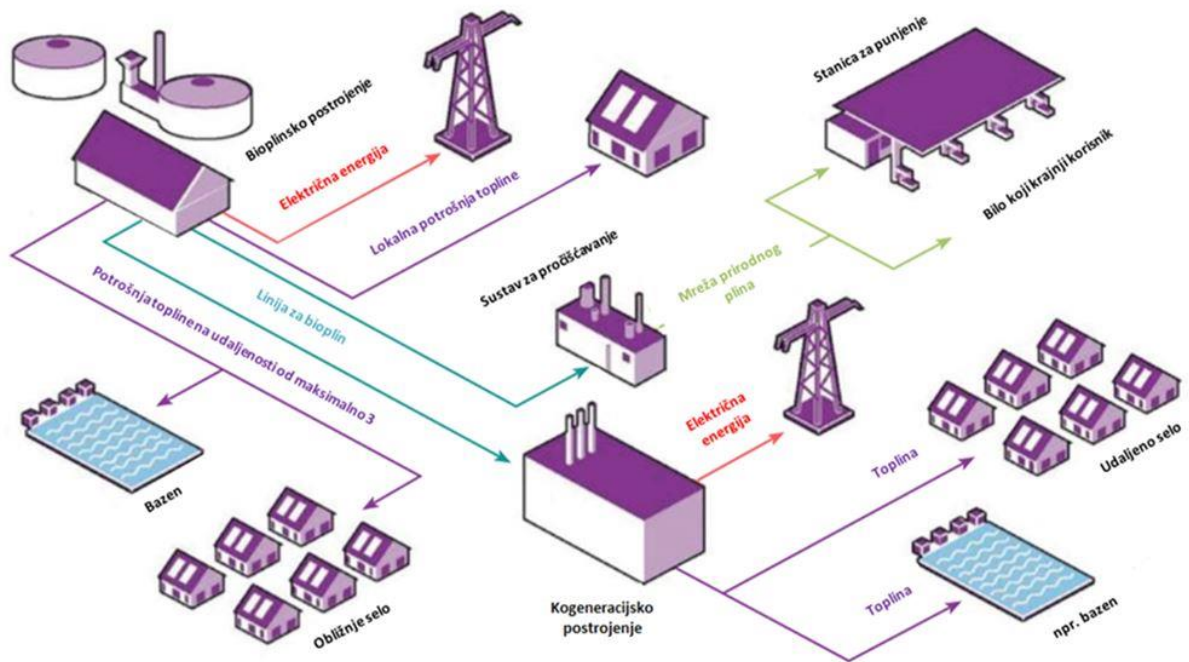 Bioplinsko postrojenje
Električna energija
Lokalna potrošnja topline
Stanica za punjenje
Bilo koji krajnji korisnik
Mreža prirodnog
plina
Sustav za pročišćavanje
Linija za bioplin
Potrošnja topline na udaljenosti od maksimalno 3
Bazen
Obližnje selo
Kogeneracijsko
postrojenje
Električna
energija
Toplina
Udaljeno selo
Toplina
npr. bazen